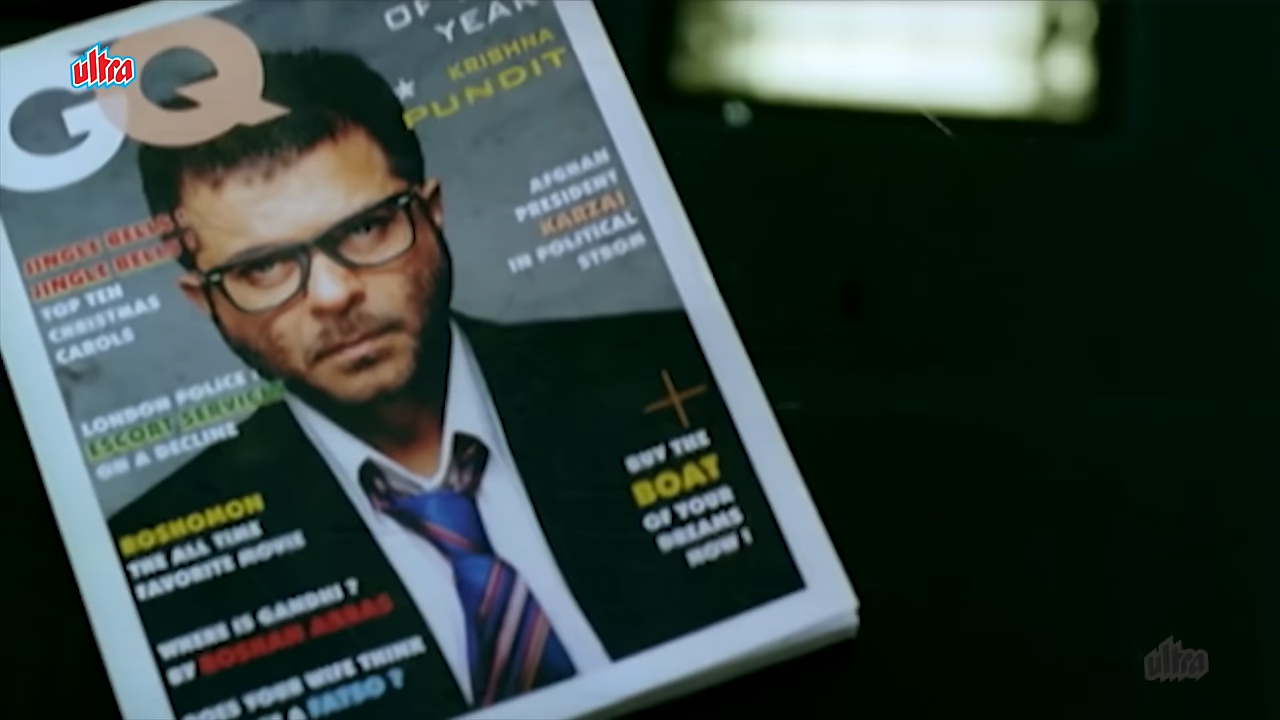 ultra
GQ
OF
YEAR
KRISHNA
PUNDIT
AFGHAN
PRESIDENT
KARZAI
IN POLITICAL
STROM
JINGLE BELLS
JINGLE BELLS
TOP TEN
CHRISTMAS
CAROLS
LONDON POLICE
ESCORT SERVICES
ON A DECLINE
BUY THE
BOAT
OF YOUR
DREAMS
NOW !
ROSHOMON
THE ALL TIME
FAVORITE MOVIE
WHERE IS GANDHI ?
BY ROSHAN ABBAS
DOES YOUR WIFE THINK
A FATSO ?
ultra